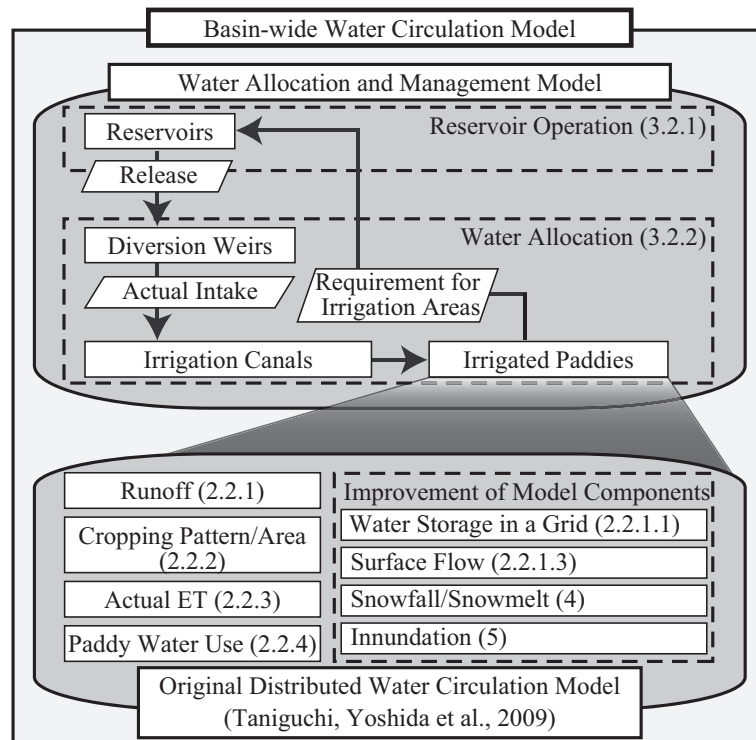 Basin-wide Water Circulation Model
Water Allocation and Management Model
Reservoirs
Reservoir Operation (3.2.1)
Release
Diversion Weirs
Water Allocation (3.2.2)
Actual Intake
Requirement for
Irrigation Areas
Irrigation Canals
Irrigated Paddies
Runoff (2.2.1)
Cropping Pattern/Area
(2.2.2)
Actual ET (2.2.3)
Paddy Water Use (2.2.4)
Improvement of Model Components
Water Storage in a Grid (2.2.1.1)
Surface Flow (2.2.1.3)
Snowfall/Snowmelt (4)
Innundation (5)
Original Distributed Water Circulation Model
(Taniguchi, Yoshida et al., 2009)